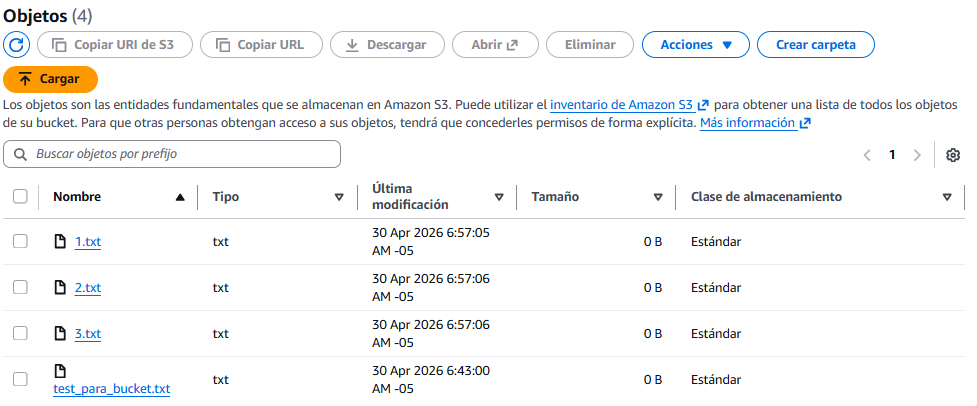 Objetos (4)
Copiar URI de S3 Copiar URL Descargar Abrir Eliminar Acciones Crear carpeta
Cargar
Los objetos son las entidades fundamentales que se almacenan en Amazon S3. Puede utilizar el inventario de Amazon S3 para obtener una lista de todos los objetos
de su bucket. Para que otras personas obtengan acceso a sus objetos, tendrá que concederles permisos de forma explícita. Más información
Buscar objetos por prefijo 1
Nombre Tipo Última modificación Tamaño Clase de almacenamiento
1.txt txt 30 Apr 2026 6:57:05 AM -05 0 B Estándar
2.txt txt 30 Apr 2026 6:57:06 AM -05 0 B Estándar
3.txt txt 30 Apr 2026 6:57:06 AM -05 0 B Estándar
test_para_bucket.txt txt 30 Apr 2026 6:43:00 AM -05 0 B Estándar